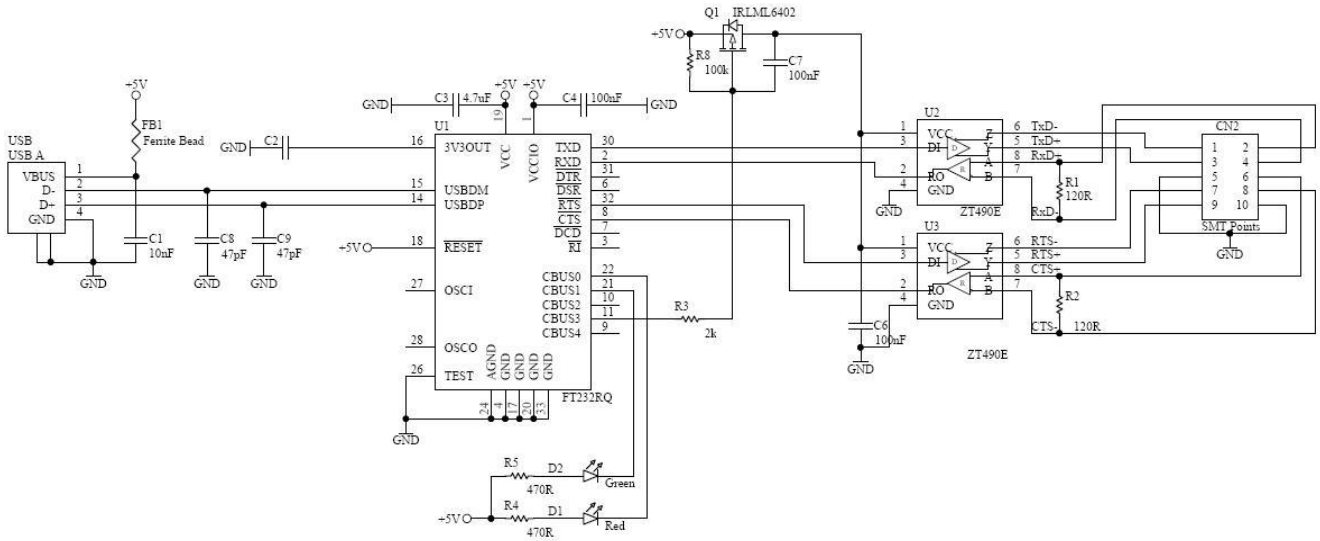 Q1 IRLML6402
+5V
R8
100k
C7
100nF
+5V
+5V
+5V
GND
C3
4.7uF
C4
100nF
GND
FB1
Ferrite Bead
USB
USB A
VBUS
D-
D+
GND
1
2
3
4
C1
10nF
GND
C8
47pF
GND
C9
47pF
GND
GND
C2
U1
19
1
16
3V3OUT
VCC
VCCIO
15
USBDM
14
USBDP
+5V
18
RESET
27
OSCI
28
OSCO
26
TEST
AGND
GND
GND
GND
GND
24
4
17
20
33
GND
FT232RQ
TXD
30
RXD
2
DTR
31
DSR
6
RTS
32
CTS
8
DCD
7
RI
3
CBUS0
22
CBUS1
21
CBUS2
10
CBUS3
11
CBUS4
9
R3
2k
U2
1
3
2
4
VCC
DI
RO
GND
D
R
Z
Y
A
B
6
5
8
7
TxD-
TxD+
RxD+
RxD-
R1
120R
GND
ZT490E
U3
1
3
2
4
VCC
DI
RO
GND
D
R
Z
Y
A
B
6
5
8
7
RTS-
RTS+
CTS+
CTS-
R2
120R
ZT490E
C6
100nF
GND
CN2
1 2
3 4
5 6
7 8
9 10
SMT Points
GND
R5
470R
D2
Green
+5V
R4
470R
D1
Red